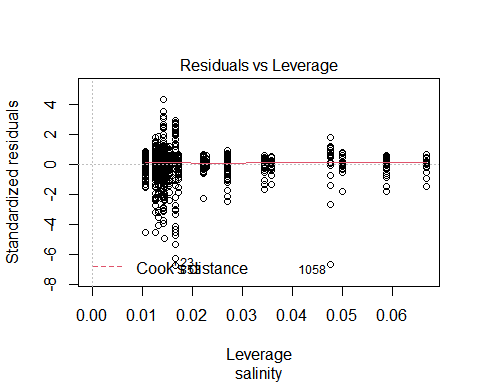 Residuals vs Leverage
Standardized residuals
4
2
0
-2
-4
-6
-8
23
1058
Cook's distance
0.00 0.01 0.02 0.03 0.04 0.05 0.06
Leverage
salinity